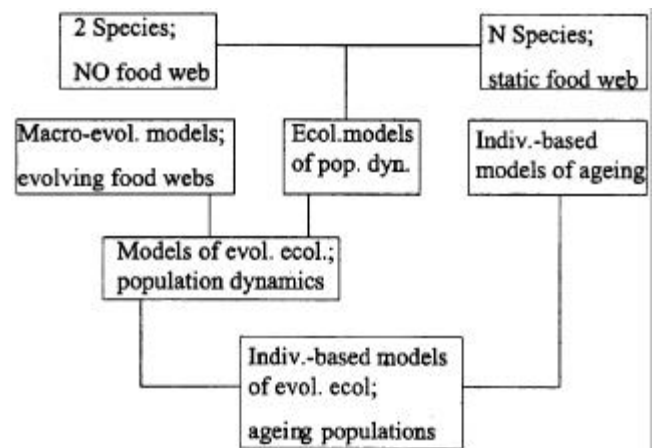 2 Species;
NO food web
N Species;
static food web
Macro-evol. models;
evolving food webs
Ecol.models
of pop. dyn.
Indiv.-based
models of ageing
Models of evol. ecol.;
population dynamics
Indiv.-based models
of evol. ecol;
ageing populations